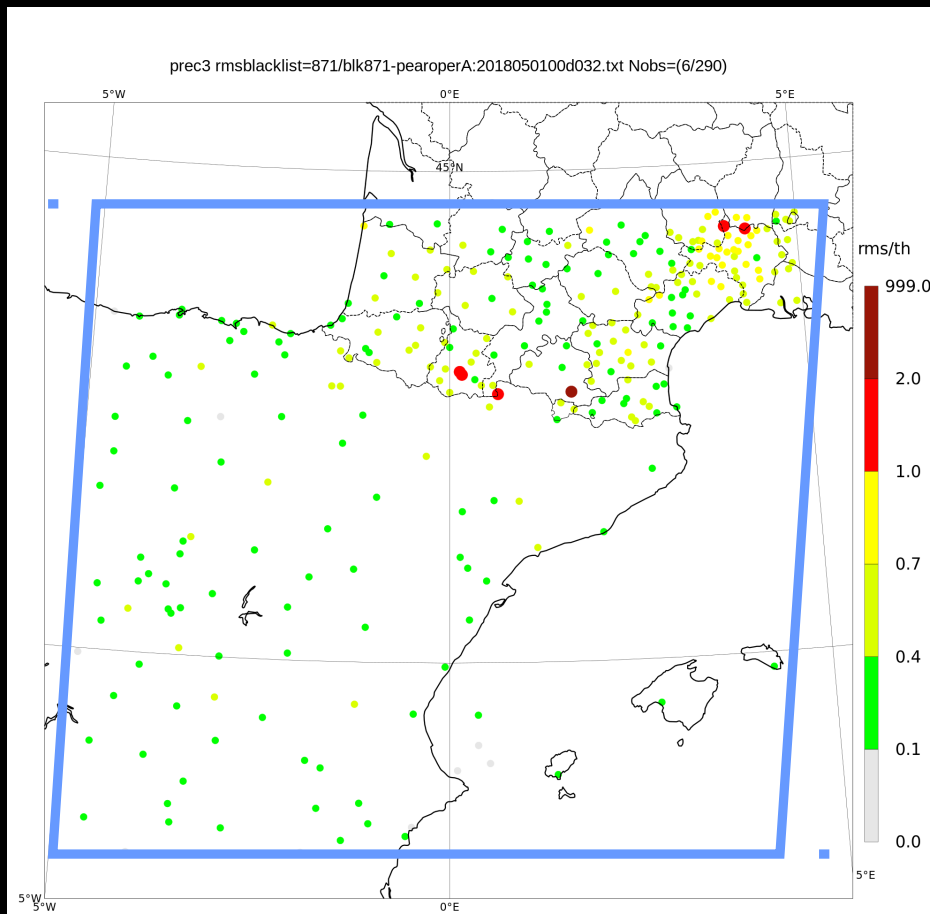 prec3 rmsblacklist=871/blk871-pearoperA:2018050100d032.txt Nobs=(6/290)
5°W 0°E 5°E
45°N
rms/th
999.0
2.0
1.0
0.7
0.4
0.1
0.0
5°E
5°W
5°W 0°E